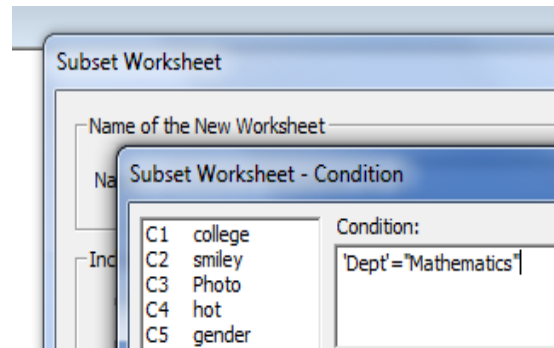 Subset Worksheet
Name of the New Worksheet
Na
Subset Worksheet - Condition
Inc
C1 college
C2 smiley
C3 Photo
C4 hot
C5 gender
Condition:
'Dept'="Mathematics"